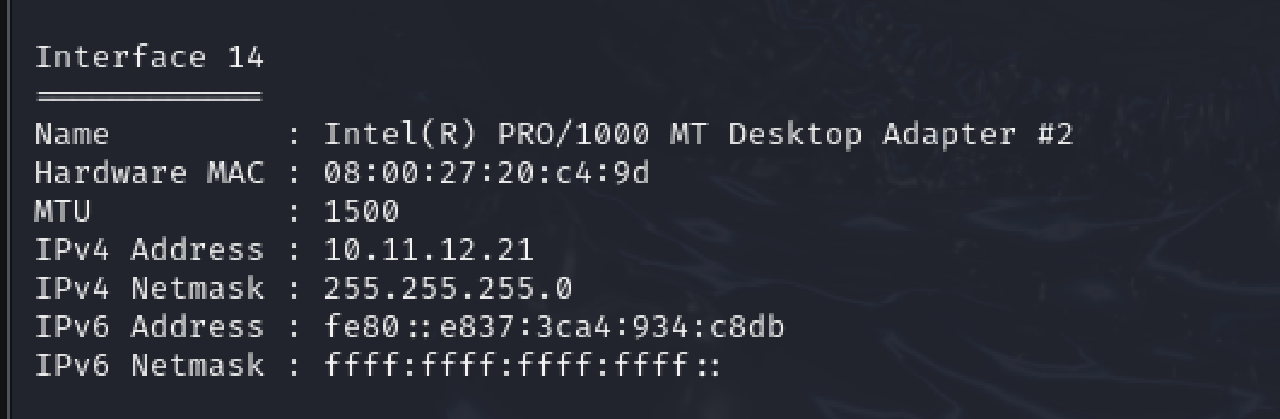 Interface 14
============
Name         : Intel(R) PRO/1000 MT Desktop Adapter #2
Hardware MAC : 08:00:27:20:c4:9d
MTU          : 1500
IPv4 Address : 10.11.12.21
IPv4 Netmask : 255.255.255.0
IPv6 Address : fe80::e837:3ca4:934:c8db
IPv6 Netmask : ffff:ffff:ffff:ffff::